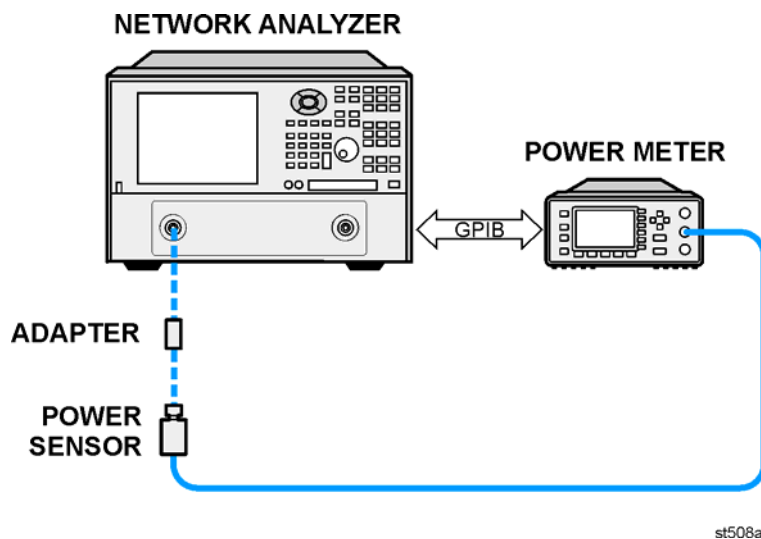 NETWORK ANALYZER
POWER METER
GPIB
ADAPTER
POWER
SENSOR
st508a